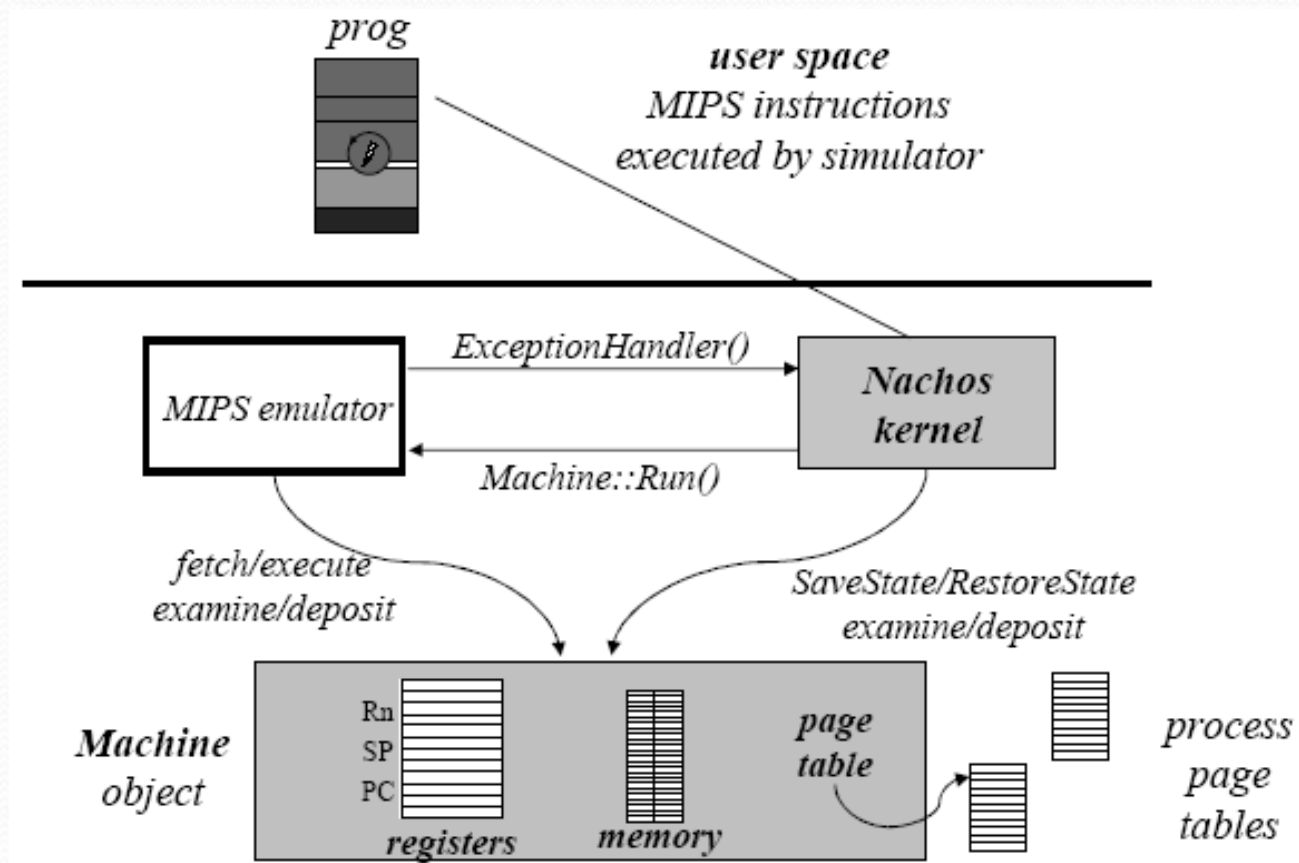 prog
user space
MIPS instructions
executed by simulator
ExceptionHandler()
MIPS emulator
Nachos
kernel
Machine::Run()
fetch/execute
examine/deposit
SaveState/RestoreState
examine/deposit
Machine
object
Rn
SP
PC
registers
memory
page
table
process
page
tables